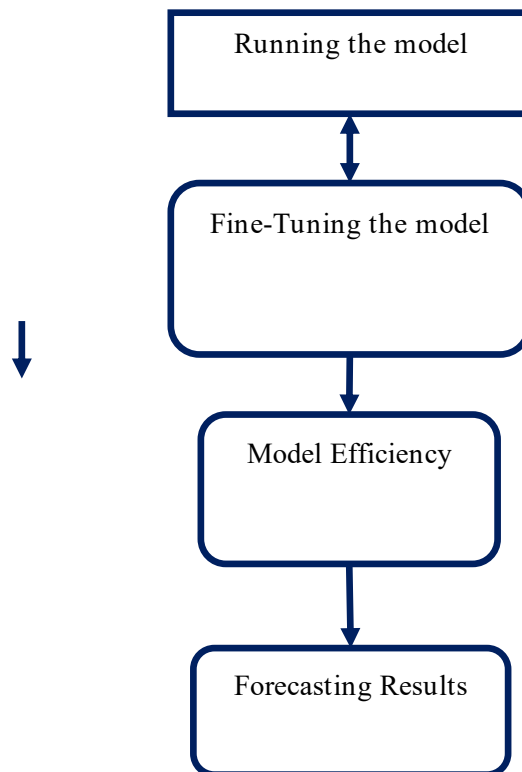 Running the model
Fine-Tuning the model
Model Efficiency
Forecasting Results